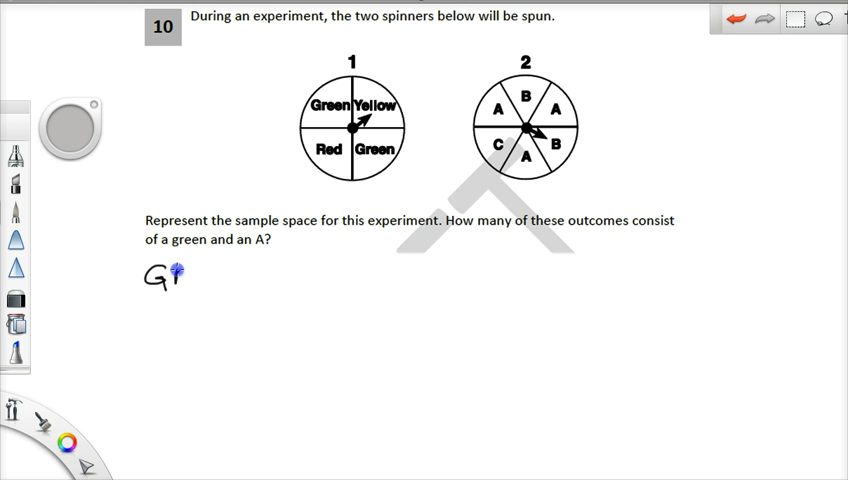 10
During an experiment, the two spinners below will be spun.
1
2
Green Yellow
Red Green
B
A A
C B
A
Represent the sample space for this experiment. How many of these outcomes consist
of a green and an A?